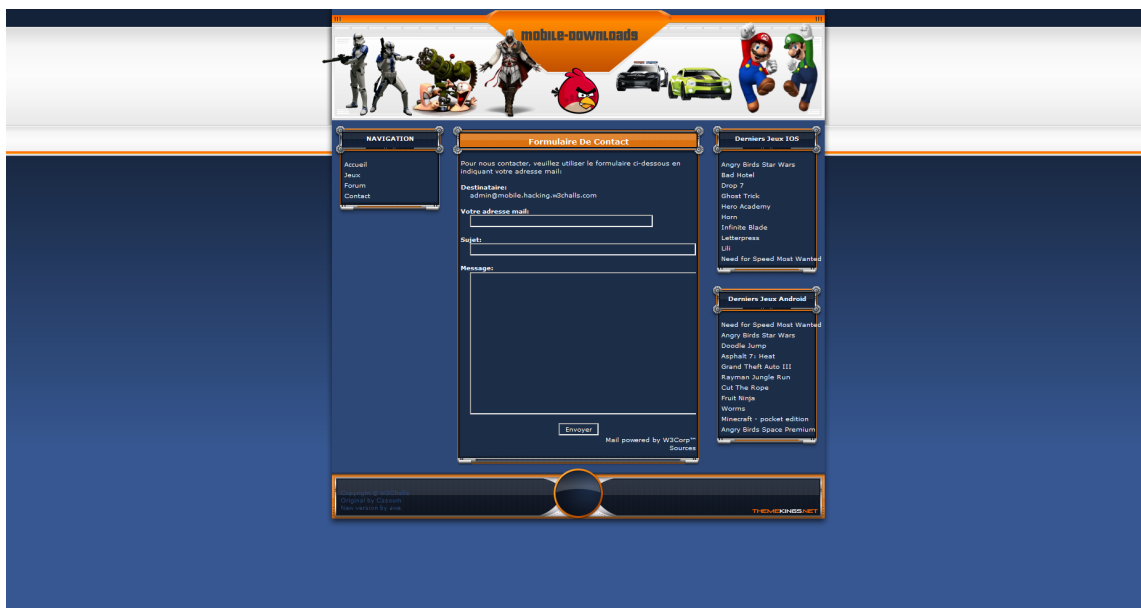 mobile-downloads
NAVIGATION
Accueil
Jeux
Forum
Contact
Formulaire De Contact
Pour nous contacter, veuillez utiliser le formulaire ci-dessous en
indiquant votre adresse mail:
Destinataire:
admin@mobile.hacking.w3challs.com
Votre adresse mail:
Sujet:
Message:
Envoyer
Mail powered by W3Corp™
Sources
Derniers Jeux IOS
Angry Birds Star Wars
Bad Hotel
Drop 7
Ghost Trick
Hero Academy
Horn
Infinite Blade
Letterpress
Lili
Need for Speed Most Wanted
Derniers Jeux Android
Need for Speed Most Wanted
Angry Birds Star Wars
Doodle Jump
Asphalt 7: Heat
Grand Theft Auto III
Rayman Jungle Run
Cut The Rope
Fruit Ninja
Worms
Minecraft - pocket edition
Angry Birds Space Premium
Copyright © W3Challs
Original by
New version by awe
THEMEKINGS.NET